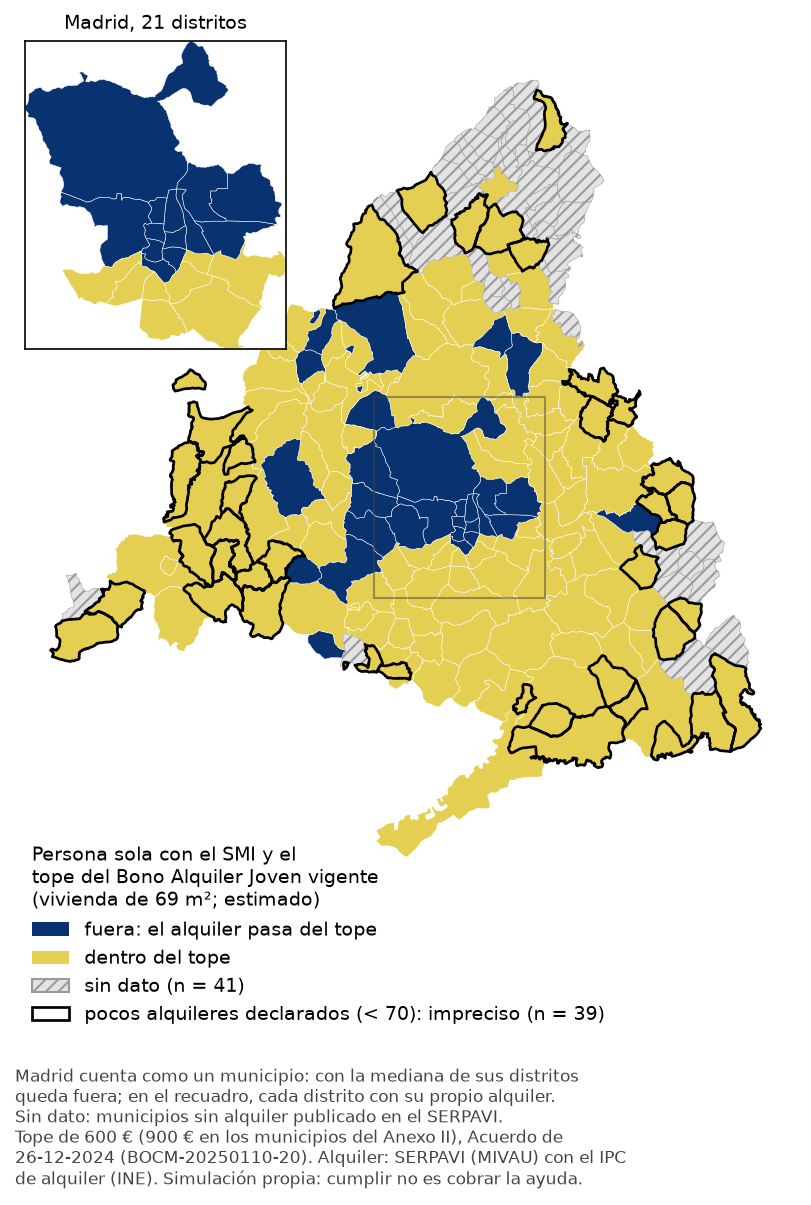 Madrid, 21 distritos
Persona sola con el SMI y el
tope del Bono Alquiler Joven vigente
(vivienda de 69 m²; estimado)
fuera: el alquiler pasa del tope
dentro del tope
sin dato (n = 41)
pocos alquileres declarados (< 70): impreciso (n = 39)
Madrid cuenta como un municipio: con la mediana de sus distritos
queda fuera; en el recuadro, cada distrito con su propio alquiler.
Sin dato: municipios sin alquiler publicado en el SERPAVI.
Tope de 600 € (900 € en los municipios del Anexo II), Acuerdo de
26-12-2024 (BOCM-20250110-20). Alquiler: SERPAVI (MIVAU) con el IPC
de alquiler (INE). Simulación propia: cumplir no es cobrar la ayuda.